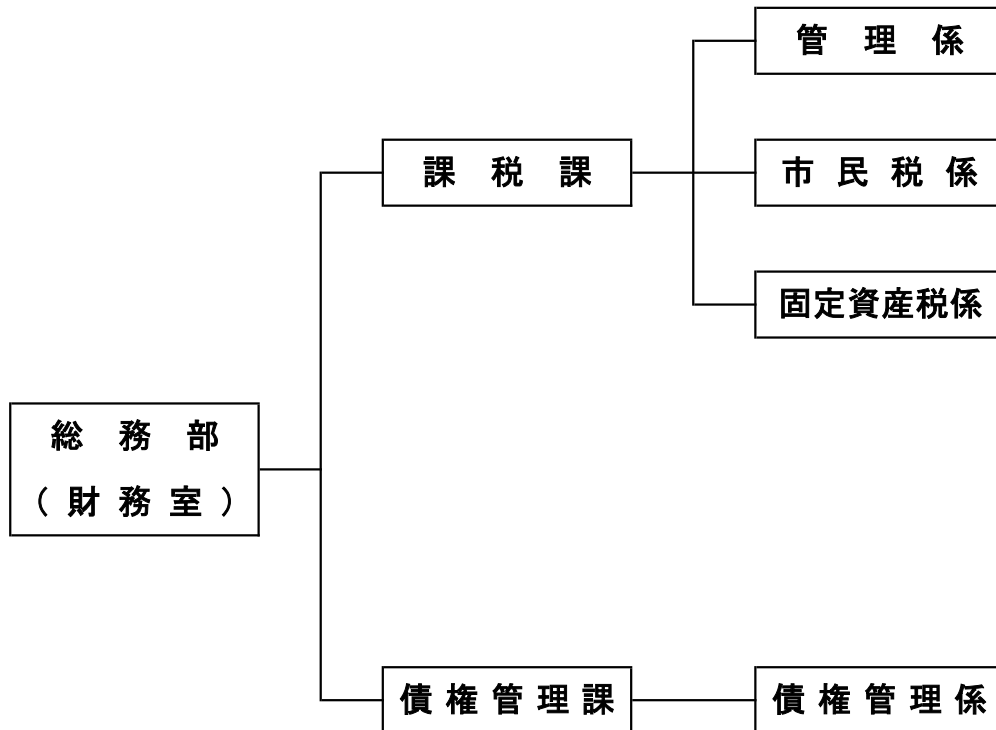 管理係
課税課
市民税係
固定資産税係
総務部
（財務室）
債権管理課
債権管理係